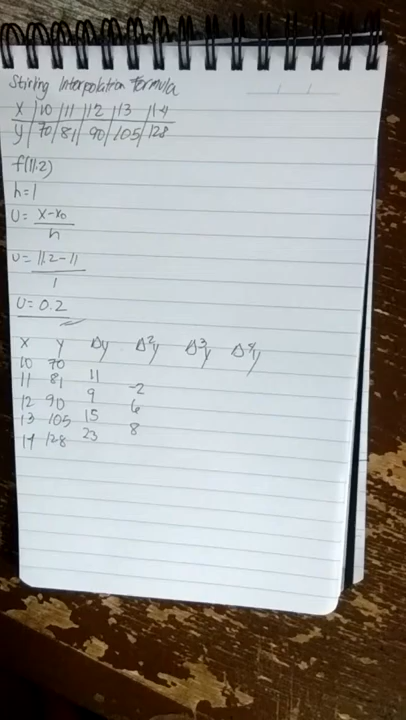 Stirling Interpolation Formula
X | 10 | 11 | 12 | 13 | 14
Y | 70 | 81 | 90 | 105 | 128
f(11.2)
h=1
U = x-x₀ / h
U = 11.2-11 / 1
U = 0.2
X Y Δy Δ²y Δ³y Δ⁴y
10 70
11
11 81 -2
9
12 90 6
15
13 105 8
23
14 128